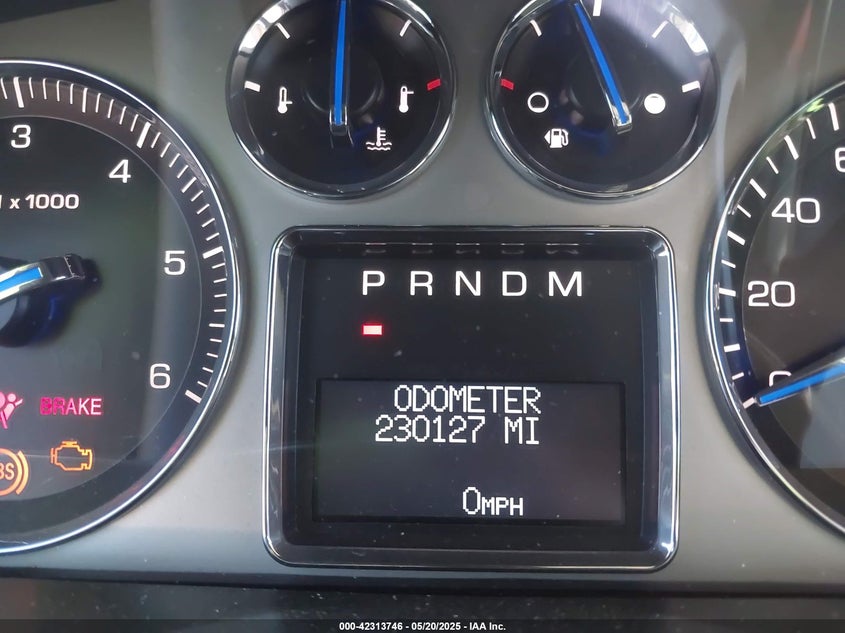 3
4
x 1000
5
6
BRAKE
P R N D M
ODOMETER
230127 MI
0MPH
40
20
0
000-42313746 - 05/20/2025 - IAA Inc.